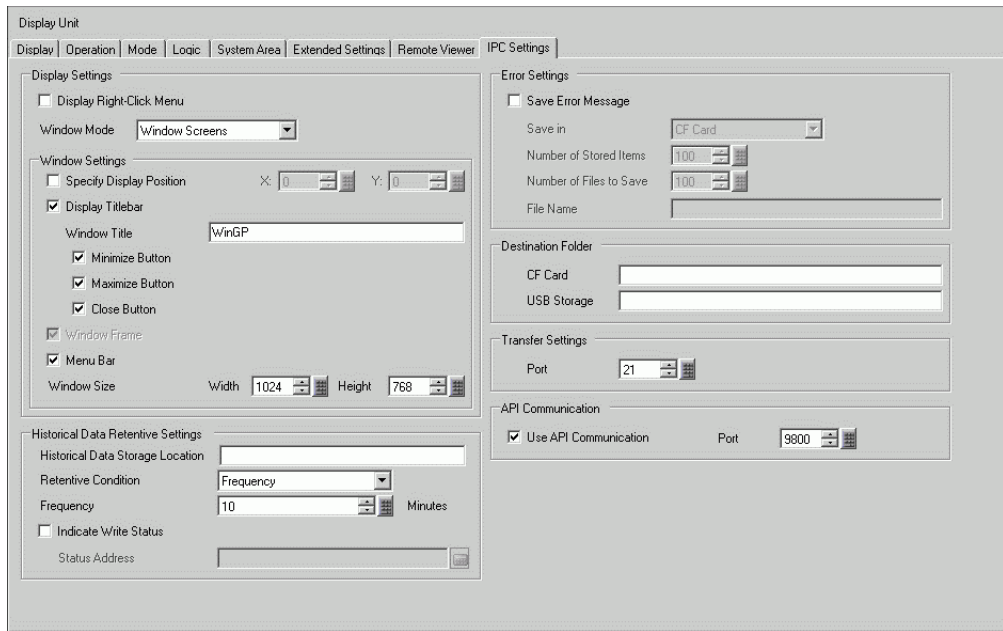 Display Unit
Display Operation Mode Logic System Area Extended Settings Remote Viewer IPC Settings
Display Settings
Display Right-Click Menu
Window Mode Window Screens
Window Settings
Specify Display Position X: 0 Y: 0
Display Titlebar
Window Title WinGP
Minimize Button
Maximize Button
Close Button
Window Frame
Menu Bar
Window Size Width 1024 Height 768
Historical Data Retentive Settings
Historical Data Storage Location
Retentive Condition Frequency
Frequency 10 Minutes
Indicate Write Status
Status Address
Error Settings
Save Error Message
Save in CF Card
Number of Stored Items 100
Number of Files to Save 100
File Name
Destination Folder
CF Card
USB Storage
Transfer Settings
Port 21
API Communication
Use API Communication Port 9800